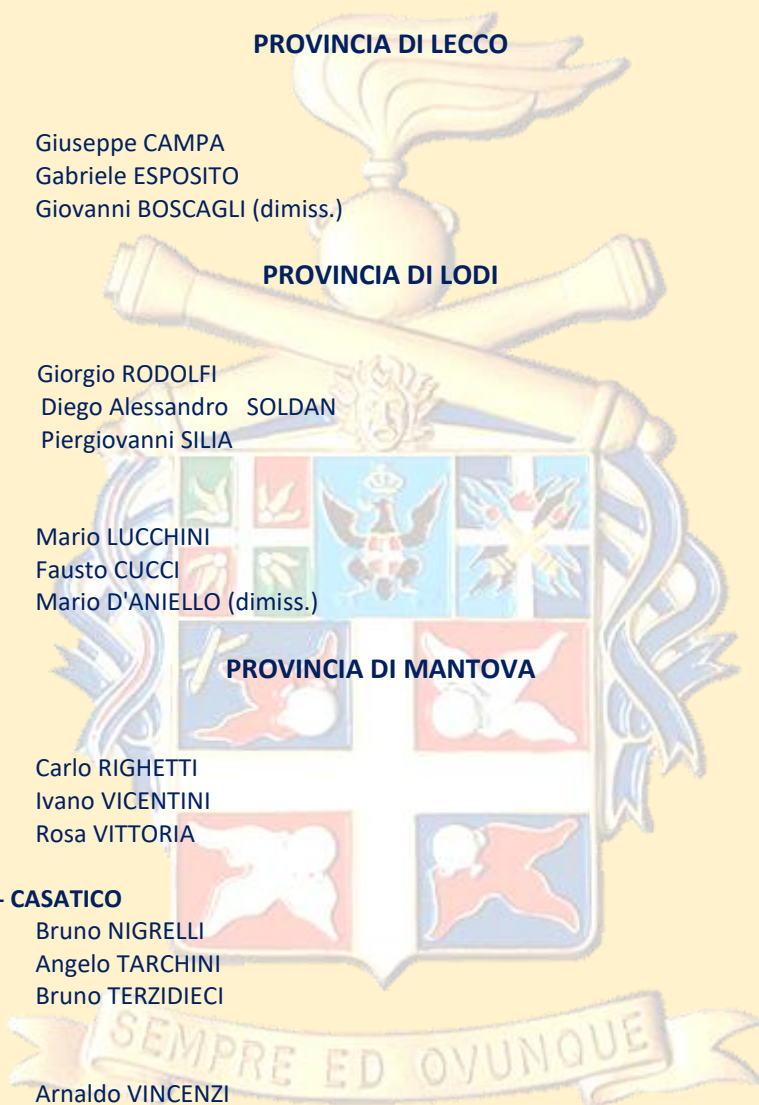 PROVINCIA DI LECCO
Giuseppe CAMPA
Gabriele ESPOSITO
Giovanni BOSCAGLI (dimiss.)
PROVINCIA DI LODI
Giorgio RODOLFI
Diego Alessandro SOLDAN
Piergiovanni SILIA
Mario LUCCHINI
Fausto CUCCI
Mario D'ANIELLO (dimiss.)
PROVINCIA DI MANTOVA
Carlo RIGHETTI
Ivano VICENTINI
Rosa VITTORIA
- CASATICO
Bruno NIGRELLI
Angelo TARCHINI
Bruno TERZIDIECI
SEMPRE ED OVUNQUE
Arnaldo VINCENZI